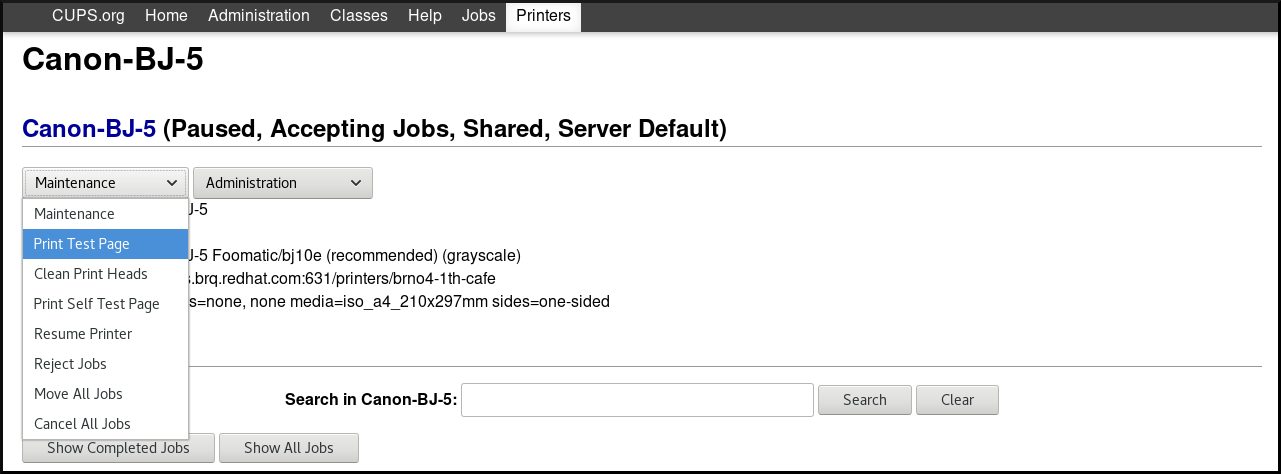 CUPS.org Home Administration Classes Help Jobs Printers
Canon-BJ-5
Canon-BJ-5 (Paused, Accepting Jobs, Shared, Server Default)
Maintenance Administration
Maintenance J-5
Print Test Page
J-5 Foomatic/bj10e (recommended) (grayscale)
Clean Print Heads s.brq.redhat.com:631/printers/brno4-1th-cafe
Print Self Test Page s=none, none media=iso_a4_210x297mm sides=one-sided
Resume Printer
Reject Jobs
Move All Jobs Search in Canon-BJ-5: Search Clear
Cancel All Jobs
Show Completed Jobs Show All Jobs